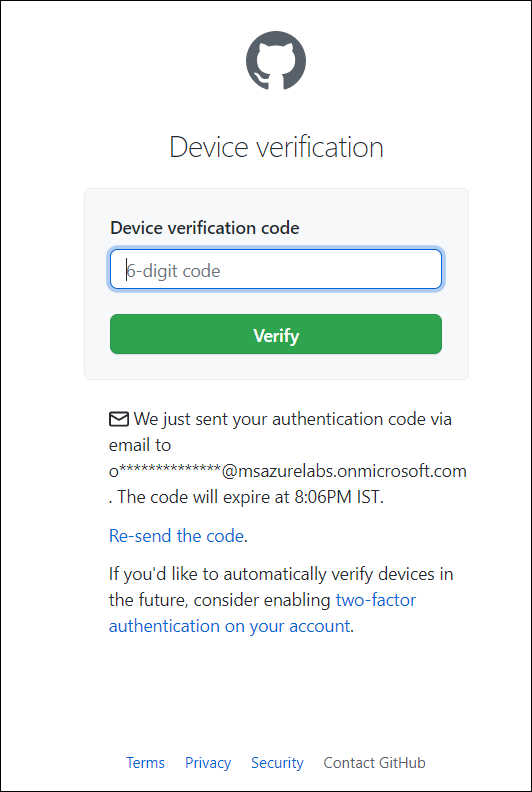 Device verification
Device verification code
6-digit code
Verify
We just sent your authentication code via
email to
o**************@msazurelabs.onmicrosoft.com
. The code will expire at 8:06PM IST.
Re-send the code.
If you'd like to automatically verify devices in
the future, consider enabling two-factor
authentication on your account.
Terms Privacy Security Contact GitHub